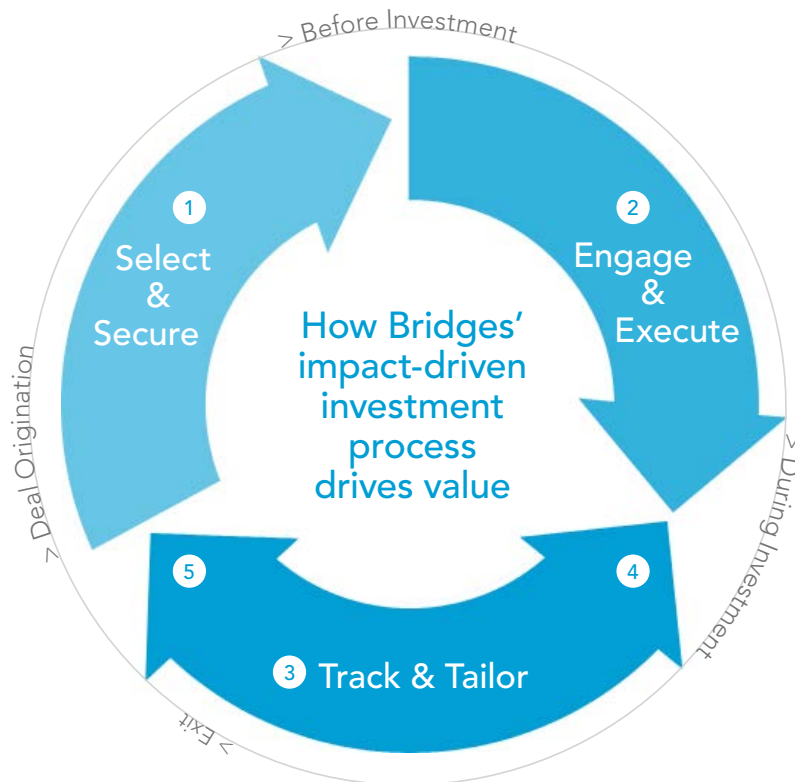 > Before Investment
1
Select
&
Secure
2
Engage
&
Execute
How Bridges’
impact-driven
investment
process
drives value
> Deal Origination
> During Investment
5
4
3 Track & Tailor
> Exit